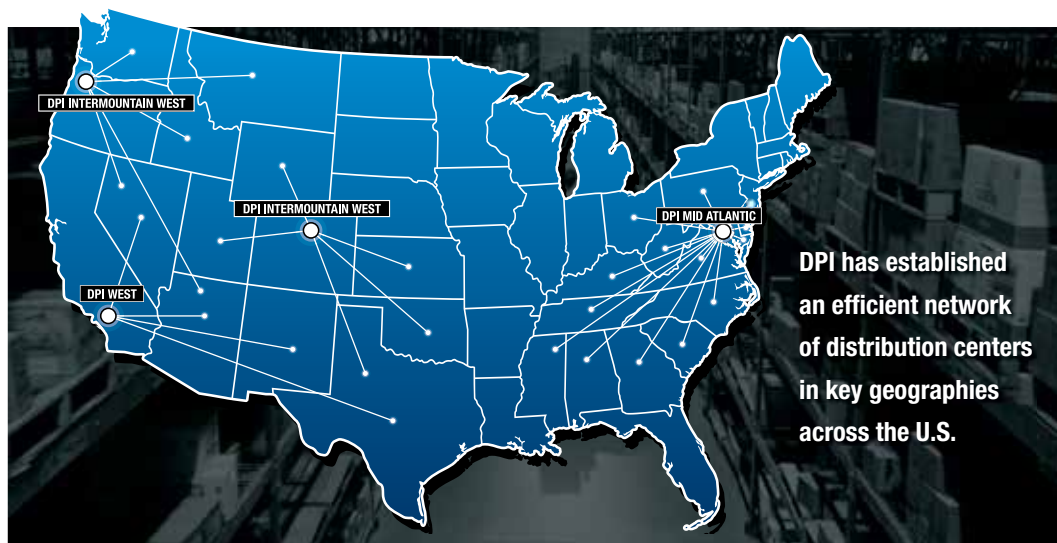 DPI INTERMOUNTAIN WEST
DPI INTERMOUNTAIN WEST
DPI MID ATLANTIC
DPI WEST
DPI has established
an efficient network
of distribution centers
in key geographies
across the U.S.